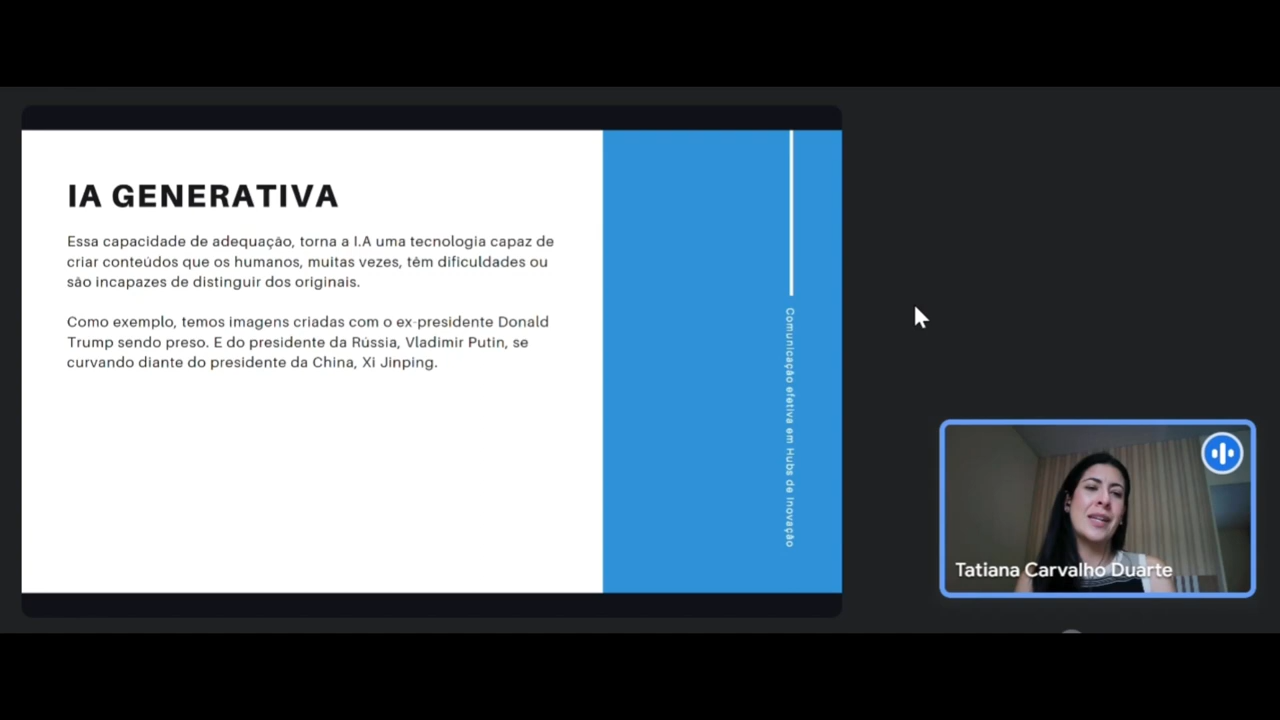 IA GENERATIVA
Essa capacidade de adequação, torna a I.A uma tecnologia capaz de
criar conteúdos que os humanos, muitas vezes, têm dificuldades ou
são incapazes de distinguir dos originais.
Como exemplo, temos imagens criadas com o ex-presidente Donald
Trump sendo preso. E do presidente da Rússia, Vladimir Putin, se
curvando diante do presidente da China, Xi Jinping.
Comunicação efetiva em Hubs de Inovação
Tatiana Carvalho Duarte